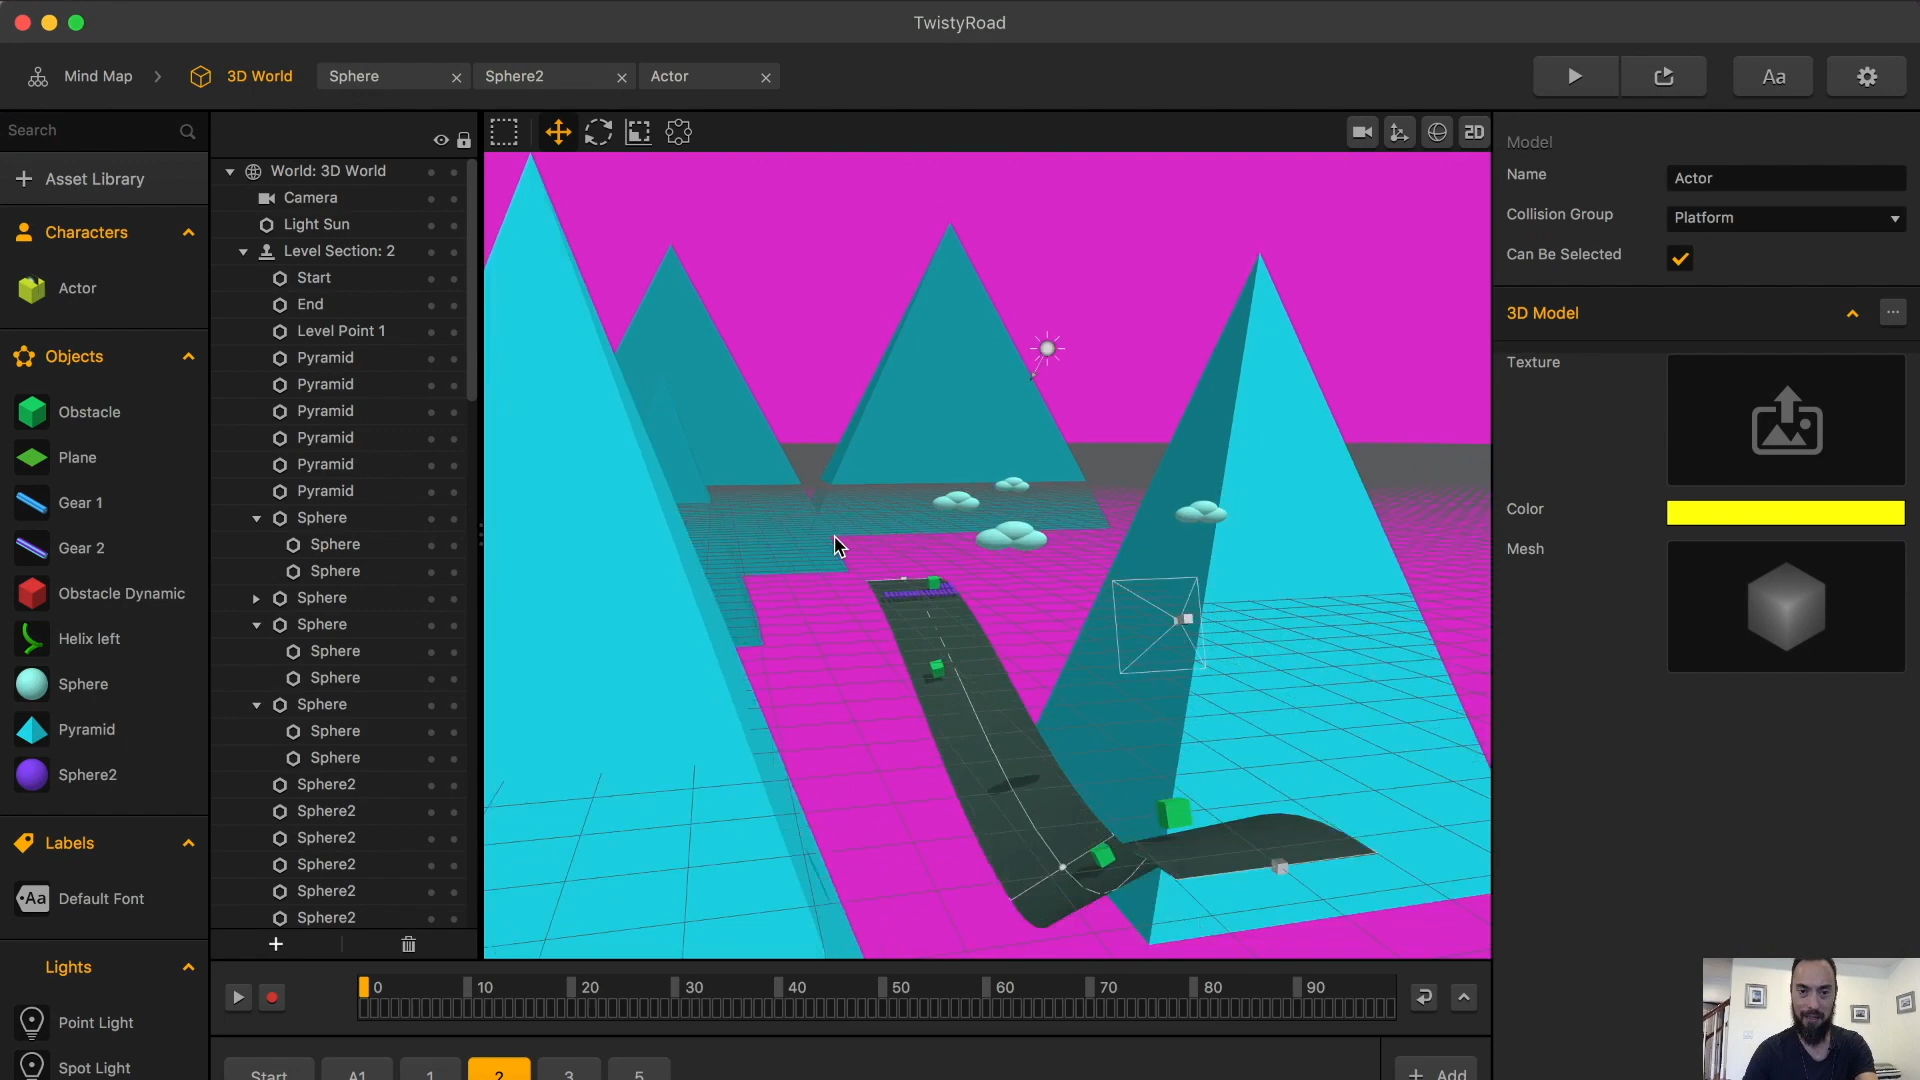 TwistyRoad
Mind Map
3D World
Sphere
Sphere2
Actor
Aa
Search
Asset Library
Characters
Actor
Objects
Obstacle
Plane
Gear 1
Gear 2
Obstacle Dynamic
Helix left
Sphere
Pyramid
Sphere2
Labels
Aa
Default Font
Lights
Point Light
Spot Light
World: 3D World
Camera
Light Sun
Level Section: 2
Start
End
Level Point 1
Pyramid
Pyramid
Pyramid
Pyramid
Pyramid
Pyramid
Sphere
Sphere
Sphere
Sphere
Sphere
Sphere
Sphere
Sphere
Sphere
Sphere
Sphere2
Sphere2
Sphere2
Sphere2
Sphere2
Sphere2
2D
Model
Name
Actor
Collision Group
Platform
Can Be Selected
3D Model
Texture
Color
Mesh
0 10 20 30 40 50 60 70 80 90
Start
A1
1
2
3
5
Add